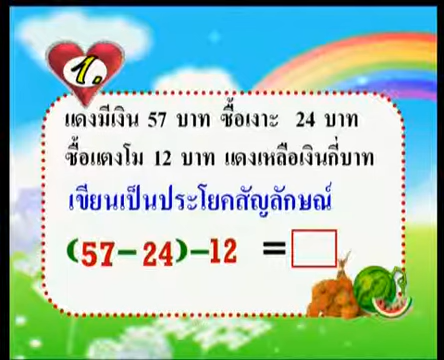 1.
แดงมีเงิน 57 บาท ซื้อเงาะ 24 บาท
ซื้อแตงโม 12 บาท แดงเหลือเงินกี่บาท
เขียนเป็นประโยคสัญลักษณ์
(57-24)-12 =